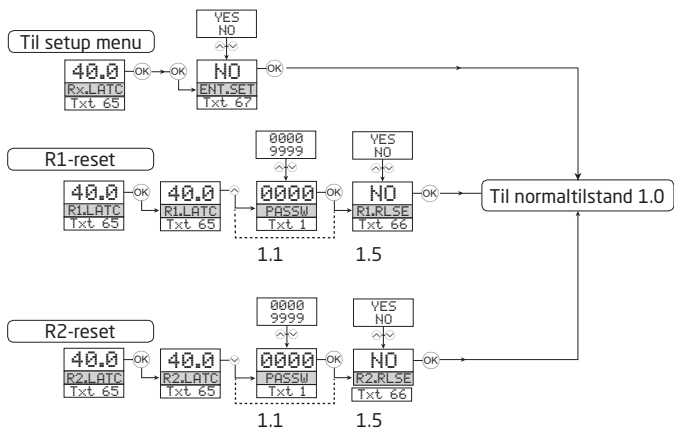 YES
NO
Til setup menu
40.0
Rx.LATC
Txt 65
OK
OK
NO
ENT.SET
Txt 67
OK
R1-reset
0000
9999
YES
NO
40.0
R1.LATC
Txt 65
OK
40.0
R1.LATC
Txt 65
0000
PASSW
Txt 1
OK
NO
R1.RLSE
Txt 66
OK
Til normaltilstand 1.0
1.1
1.5
R2-reset
0000
9999
YES
NO
40.0
R2.LATC
Txt 65
OK
40.0
R2.LATC
Txt 65
0000
PASSW
Txt 1
OK
NO
R2.RLSE
Txt 66
OK
1.1
1.5